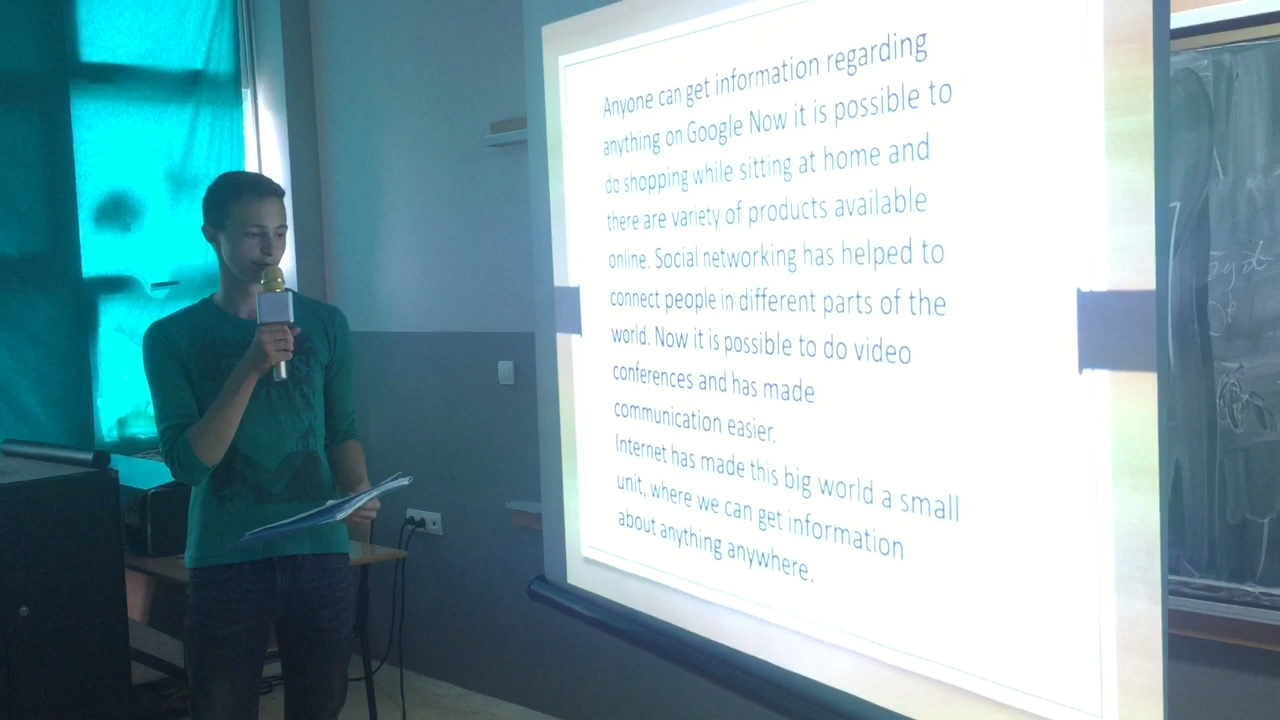 Anyone can get information regarding
anything on Google Now it is possible to
do shopping while sitting at home and
there are variety of products available
online. Social networking has helped to
connect people in different parts of the
world. Now it is possible to do video
conferences and has made
communication easier.
Internet has made this big world a small
unit, where we can get information
about anything anywhere.